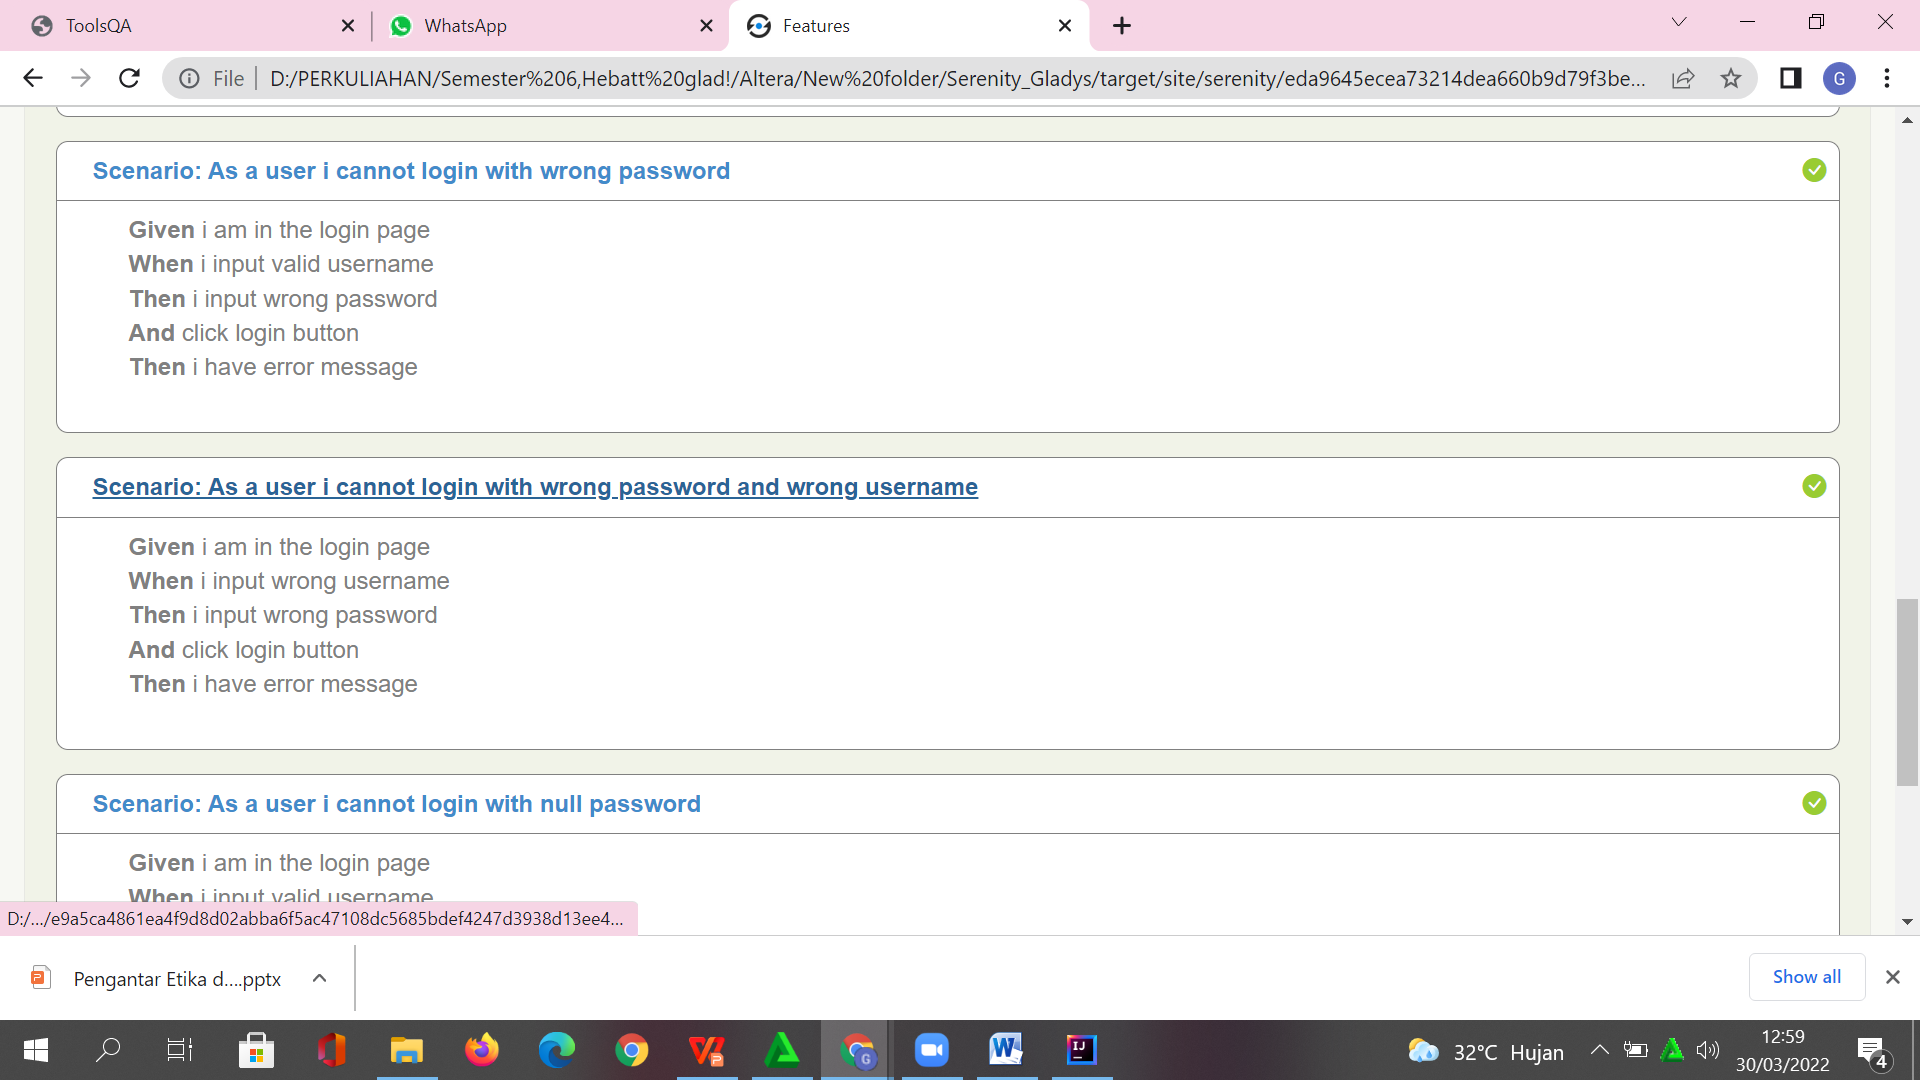 ToolsQA
WhatsApp
Features
File
D:/PERKULIAHAN/Semester%206,Hebatt%20glad!/Altera/New%20folder/Serenity_Gladys/target/site/serenity/eda9645ecea73214dea660b9d79f3be...
G
Scenario: As a user i cannot login with wrong password
Given i am in the login page
When i input valid username
Then i input wrong password
And click login button
Then i have error message
Scenario: As a user i cannot login with wrong password and wrong username
Given i am in the login page
When i input wrong username
Then i input wrong password
And click login button
Then i have error message
Scenario: As a user i cannot login with null password
Given i am in the login page
When i input valid username
D:/.../e9a5ca4861ea4f9d8d02abba6f5ac47108dc5685bdef4247d3938d13ee4...
Pengantar Etika d....pptx
Show all
32°C Hujan
12:59
30/03/2022
4